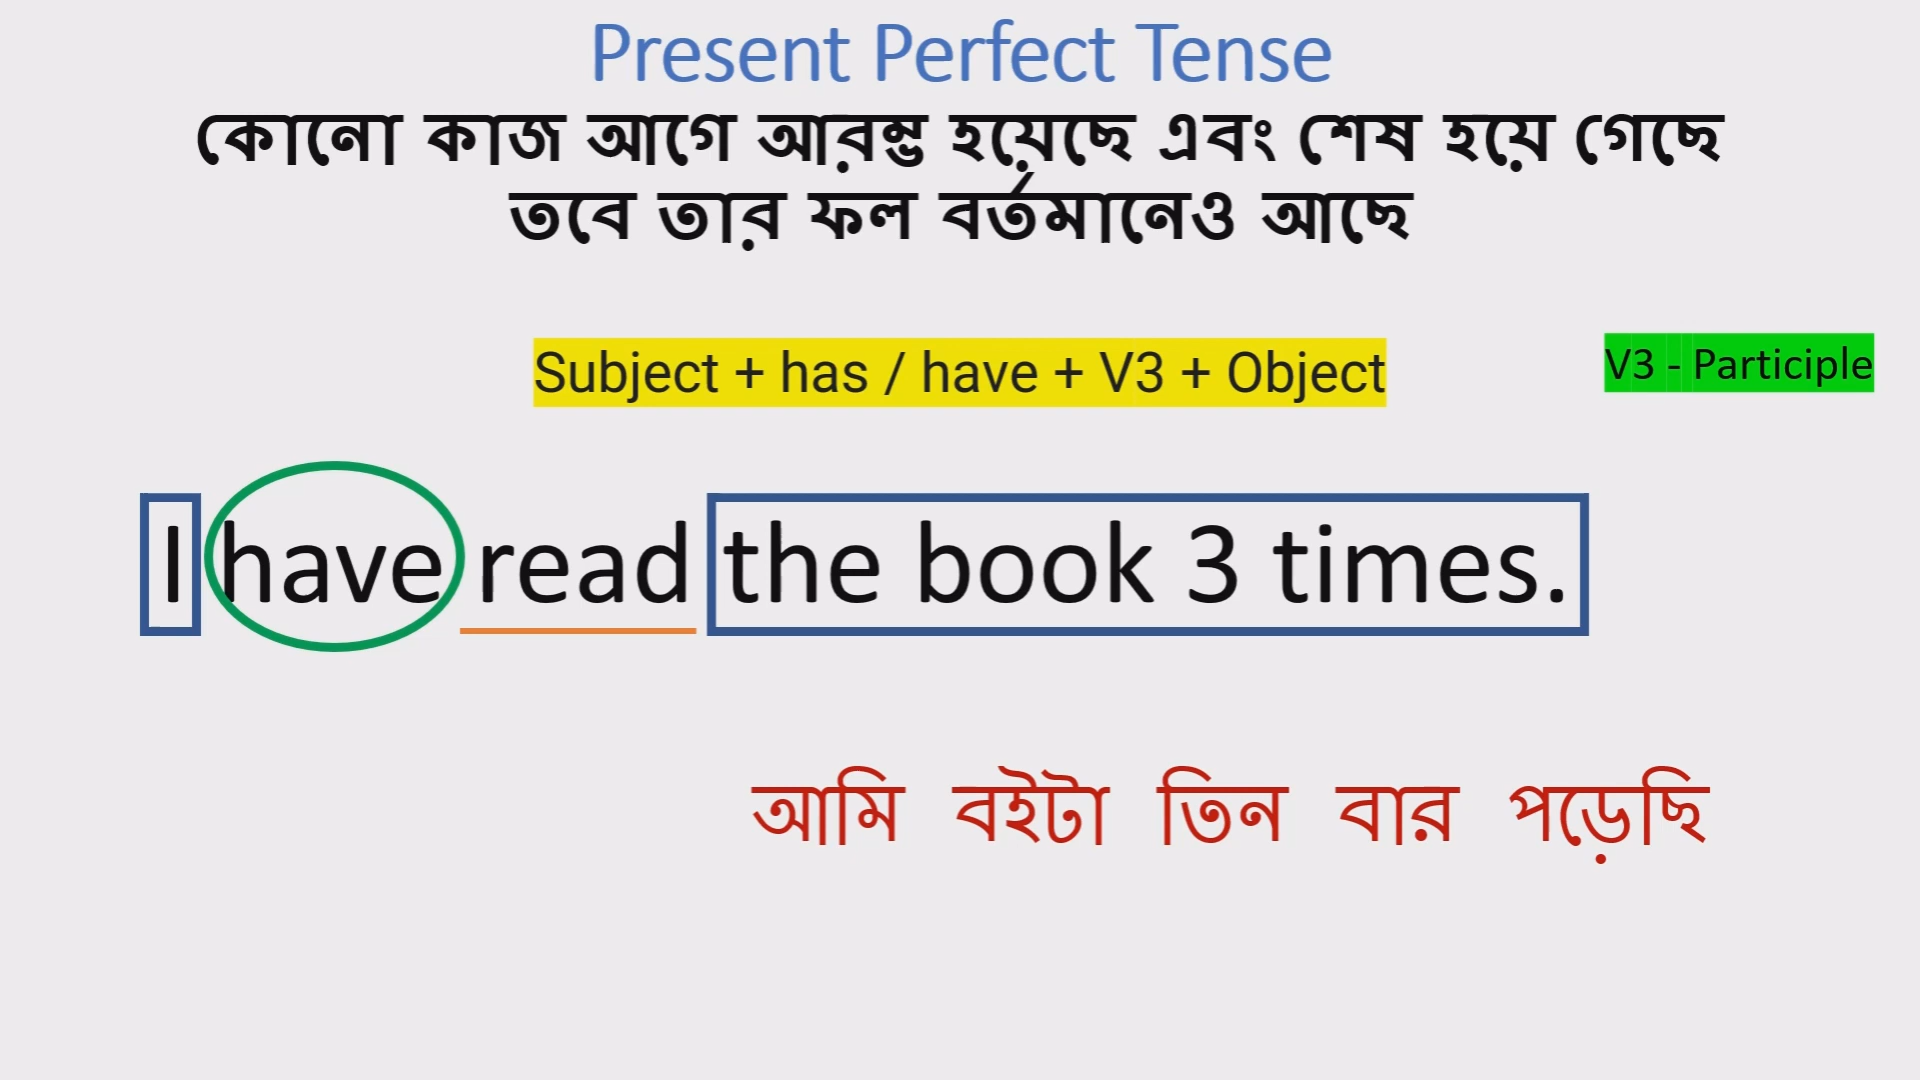 Present Perfect Tense
কোনো কাজ আগে আরম্ভ হয়েছে এবং শেষ হয়ে গেছে
তবে তার ফল বর্তমানেও আছে
Subject + has / have + V3 + Object
V3 - Participle
I have read the book 3 times.
আমি বইটা তিন বার পড়েছি